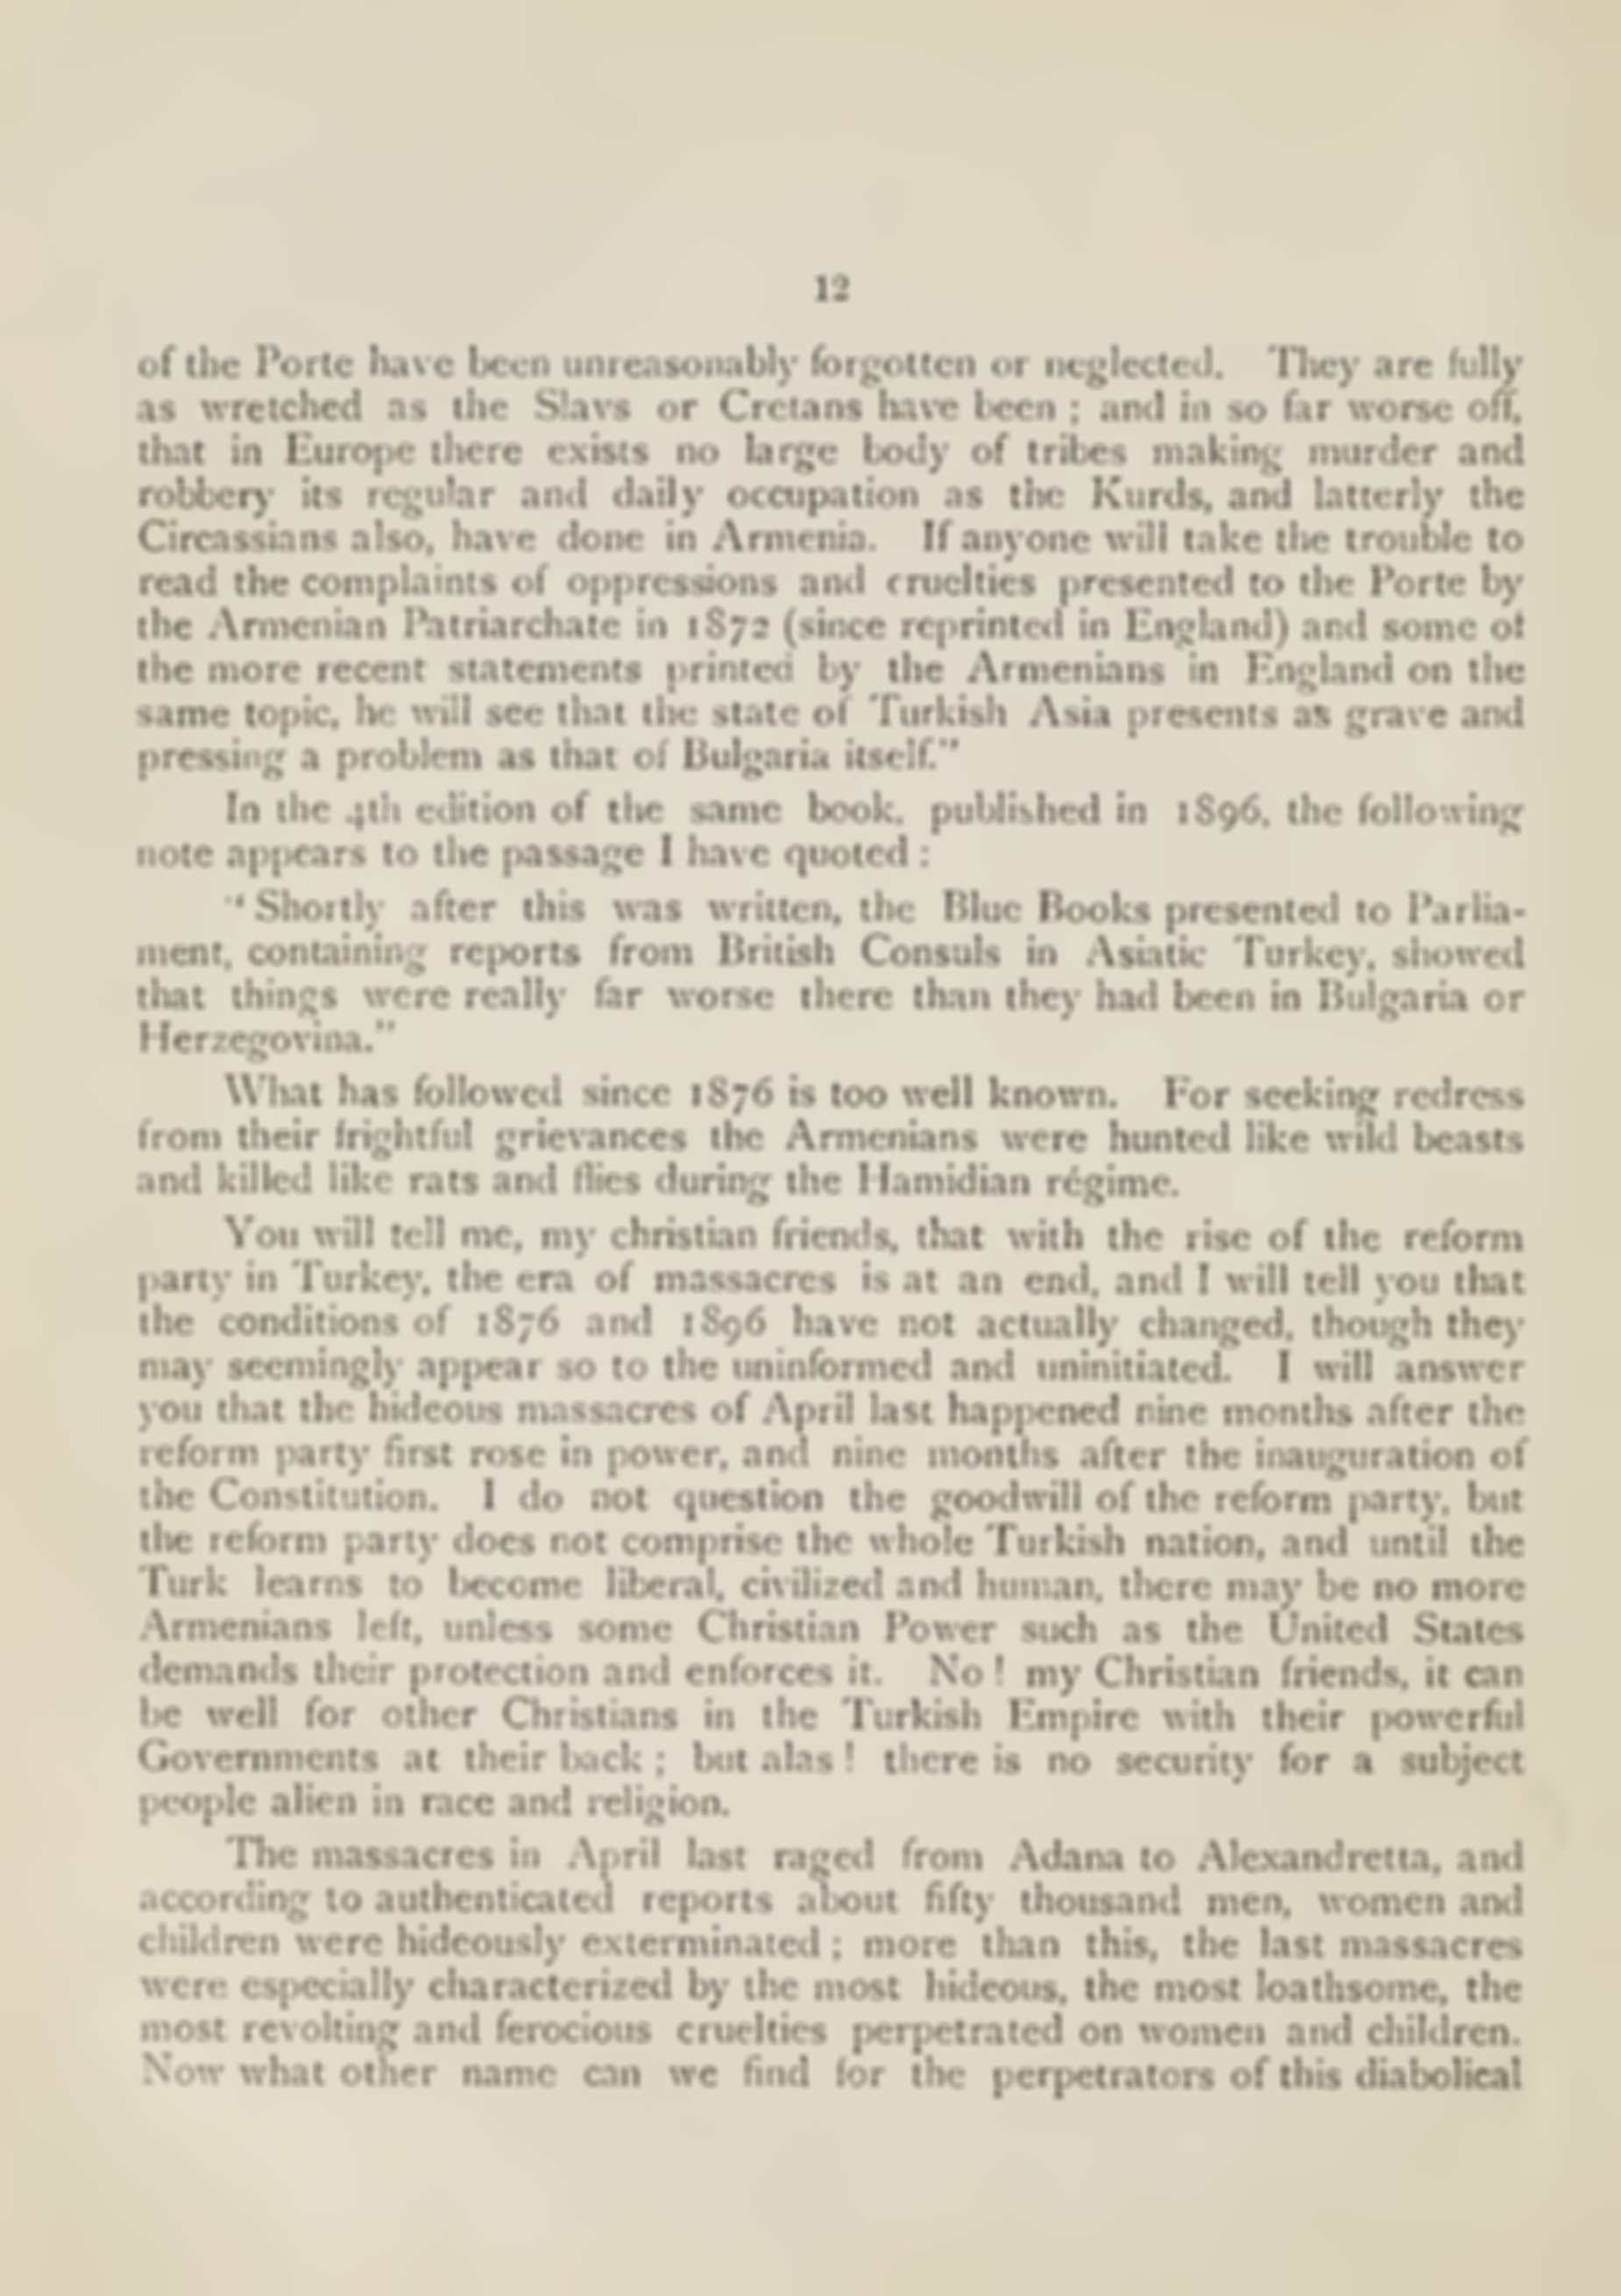 12
of the Porte have been unreasonably forgotten or neglected. They are fully
as wretched as the Slavs or Cretans have been ; and in so far worse off,
that in Europe there exists no large body of tribes making murder and
robbery its regular and daily occupation as the Kurds, and latterly the
Circassians also, have done in Armenia. If anyone will take the trouble to
read the complaints of oppressions and cruelties presented to the Porte by
the Armenian Patriarchate in 1872 (since reprinted in England) and some of
the more recent statements printed by the Armenians in England on the
same topic, he will see that the state of Turkish Asia presents as grave and
pressing a problem as that of Bulgaria itself."
In the 4th edition of the same book, published in 1896, the following
note appears to the passage I have quoted :
"Shortly after this was written, the Blue Books presented to Parlia-
ment, containing reports from British Consuls in Asiatic Turkey, showed
that things were really far worse there than they had been in Bulgaria or
Herzegovina."
What has followed since 1876 is too well known. For seeking redress
from their frightful grievances the Armenians were hunted like wild beasts
and killed like rats and flies during the Hamidian régime.
You will tell me, my christian friends, that with the rise of the reform
party in Turkey, the era of massacres is at an end, and I will tell you that
the conditions of 1876 and 1896 have not actually changed, though they
may seemingly appear so to the uninformed and uninitiated. I will answer
you that the hideous massacres of April last happened nine months after the
reform party first rose in power, and nine months after the inauguration of
the Constitution. I do not question the goodwill of the reform party, but
the reform party does not comprise the whole Turkish nation, and until the
Turk learns to become liberal, civilized and human, there may be no more
Armenians left, unless some Christian Power such as the United States
demands their protection and enforces it. No ! my Christian friends, it can
be well for other Christians in the Turkish Empire with their powerful
Governments at their back ; but alas ! there is no security for a subject
people alien in race and religion.
The massacres in April last raged from Adana to Alexandretta, and
according to authenticated reports about fifty thousand men, women and
children were hideously exterminated ; more than this, the last massacres
were especially characterized by the most hideous, the most loathsome, the
most revolting and ferocious cruelties perpetrated on women and children.
Now what other name can we find for the perpetrators of this diabolical